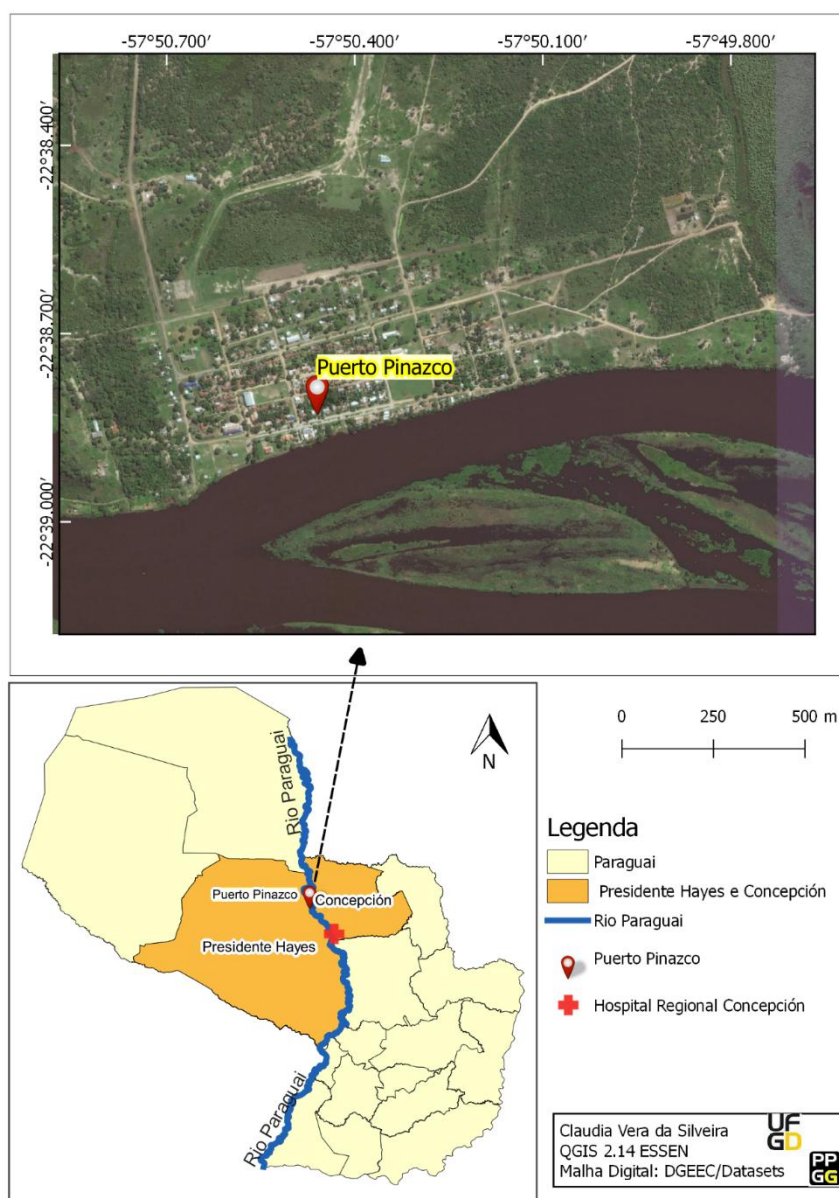 -57°50.700′ -57°50.400′ -57°50.100′ -57°49.800′
-22°38.400′
-22°38.700′
-22°39.000′
Puerto Pinazco
Rio Paraguai
Puerto Pinazco
Concepción
Presidente Hayes
Rio Paraguai
N
0 250 500 m
Legenda
Paraguai
Presidente Hayes e Concepción
Rio Paraguai
Puerto Pinazco
Hospital Regional Concepción
Claudia Vera da Silveira
QGIS 2.14 ESSEN
Malha Digital: DGEEC/Datasets
UF
GD
PP
GG